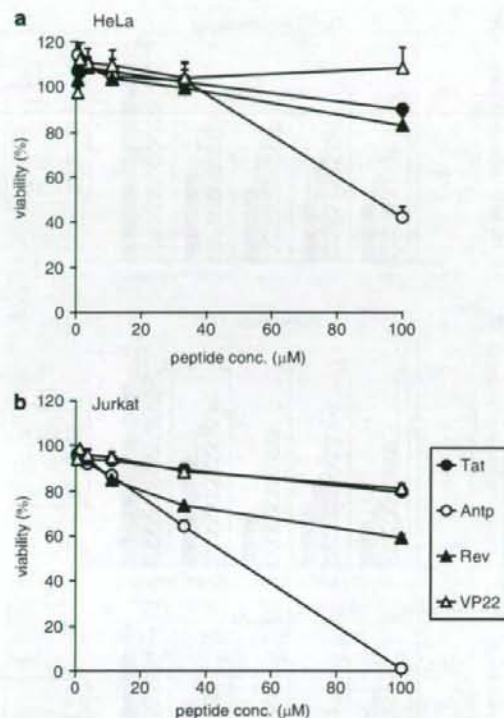 a HeLa
120
100
80
60
40
20
0
viability (%)
0 20 40 60 80 100
peptide conc. (μM)
b Jurkat
120
100
80
60
40
20
0
viability (%)
0 20 40 60 80 100
peptide conc. (μM)
Tat
Antp
Rev
VP22